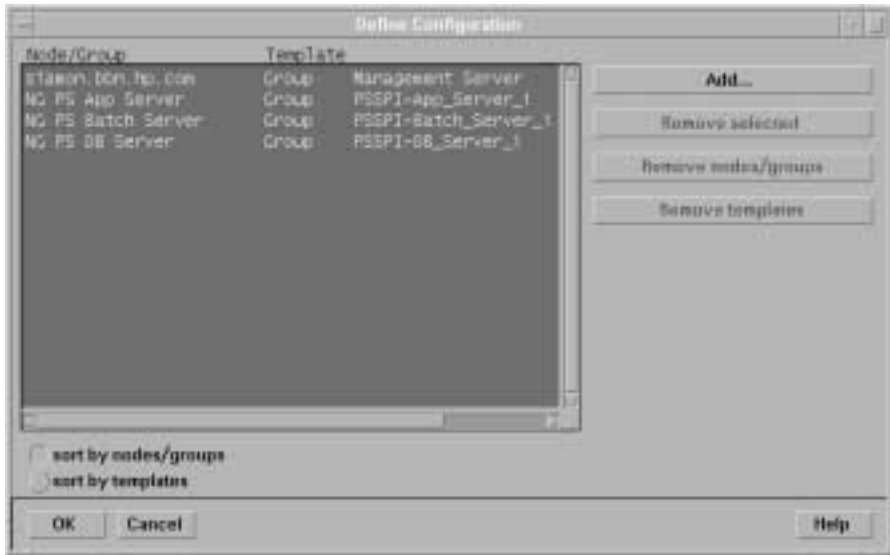 Define Configuration
Node/Group Template
stamon.bbn.hp.com Group Management Server
NG PS App Server Group PSSPI-App_Server_1
NG PS Batch Server Group PSSPI-Batch_Server_1
NG PS DB Server Group PSSPI-DB_Server_1
Add...
Remove selected
Remove nodes/groups
Remove templates
sort by nodes/groups
sort by templates
OK Cancel Help